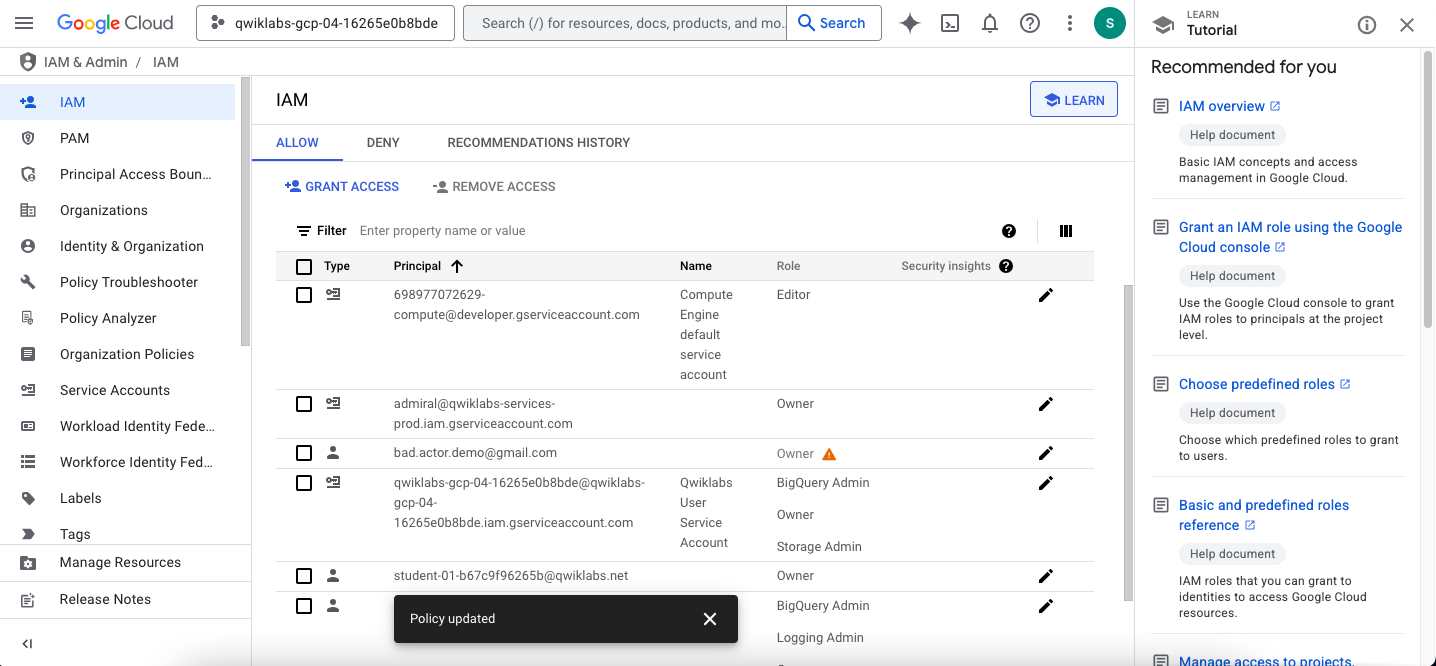 Google Cloud
qwiklabs-gcp-04-16265e0b8bde
Search (/) for resources, docs, products, and mo...
Search
S
LEARN
Tutorial
IAM & Admin / IAM
IAM
PAM
Principal Access Boun...
Organizations
Identity & Organization
Policy Troubleshooter
Policy Analyzer
Organization Policies
Service Accounts
Workload Identity Fede...
Workforce Identity Fed...
Labels
Tags
Manage Resources
Release Notes
IAM
LEARN
ALLOW DENY RECOMMENDATIONS HISTORY
GRANT ACCESS REMOVE ACCESS
Filter Enter property name or value
Type Principal Name Role Security insights
698977072629-
compute@developer.gserviceaccount.com
Compute
Engine
default
service
account
Editor
admiral@qwiklabs-services-
prod.iam.gserviceaccount.com
Owner
bad.actor.demo@gmail.com
Owner
qwiklabs-gcp-04-16265e0b8bde@qwiklabs-
gcp-04-
16265e0b8bde.iam.gserviceaccount.com
Qwiklabs
User
Service
Account
BigQuery Admin
Owner
Storage Admin
student-01-b67c9f96265b@qwiklabs.net
Owner
BigQuery Admin
Logging Admin
Policy updated
Recommended for you
IAM overview
Help document
Basic IAM concepts and access
management in Google Cloud.
Grant an IAM role using the Google
Cloud console
Help document
Use the Google Cloud console to grant
IAM roles to principals at the project
level.
Choose predefined roles
Help document
Choose which predefined roles to grant
to users.
Basic and predefined roles
reference
Help document
IAM roles that you can grant to
identities to access Google Cloud
resources.
Manage access to projects,